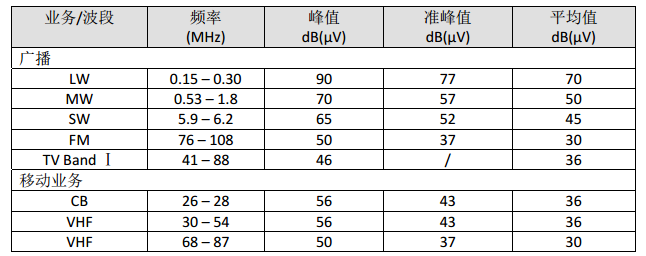 业务/波段 频率 峰值 准峰值 平均值
(MHz) dB(μV) dB(μV) dB(μV)
广播
LW 0.15 – 0.30 90 77 70
MW 0.53 – 1.8 70 57 50
SW 5.9 – 6.2 65 52 45
FM 76 – 108 50 37 30
TV Band Ⅰ 41 – 88 46 / 36
移动业务
CB 26 – 28 56 43 36
VHF 30 – 54 56 43 36
VHF 68 – 87 50 37 30